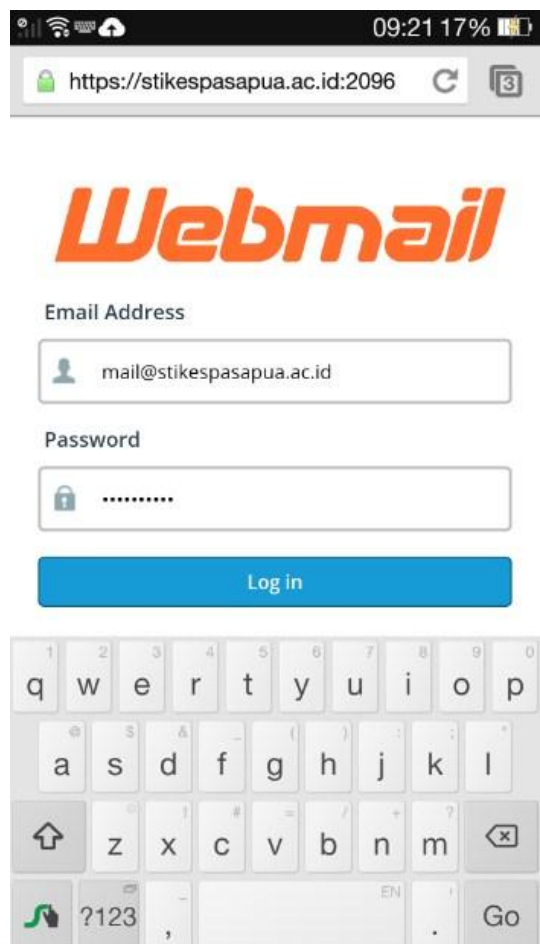 09:21 17%
https://stikespasapua.ac.id:2096
3
Webmail
Email Address
mail@stikespasapua.ac.id
Password
••••••••••
Log in
1 2 3 4 5 6 7 8 9 0
q w e r t y u i o p
@ $ & _ ( ) : ; "
a s d f g h j k l
! # = / + ?
z x c v b n m
EN
?123 , . Go